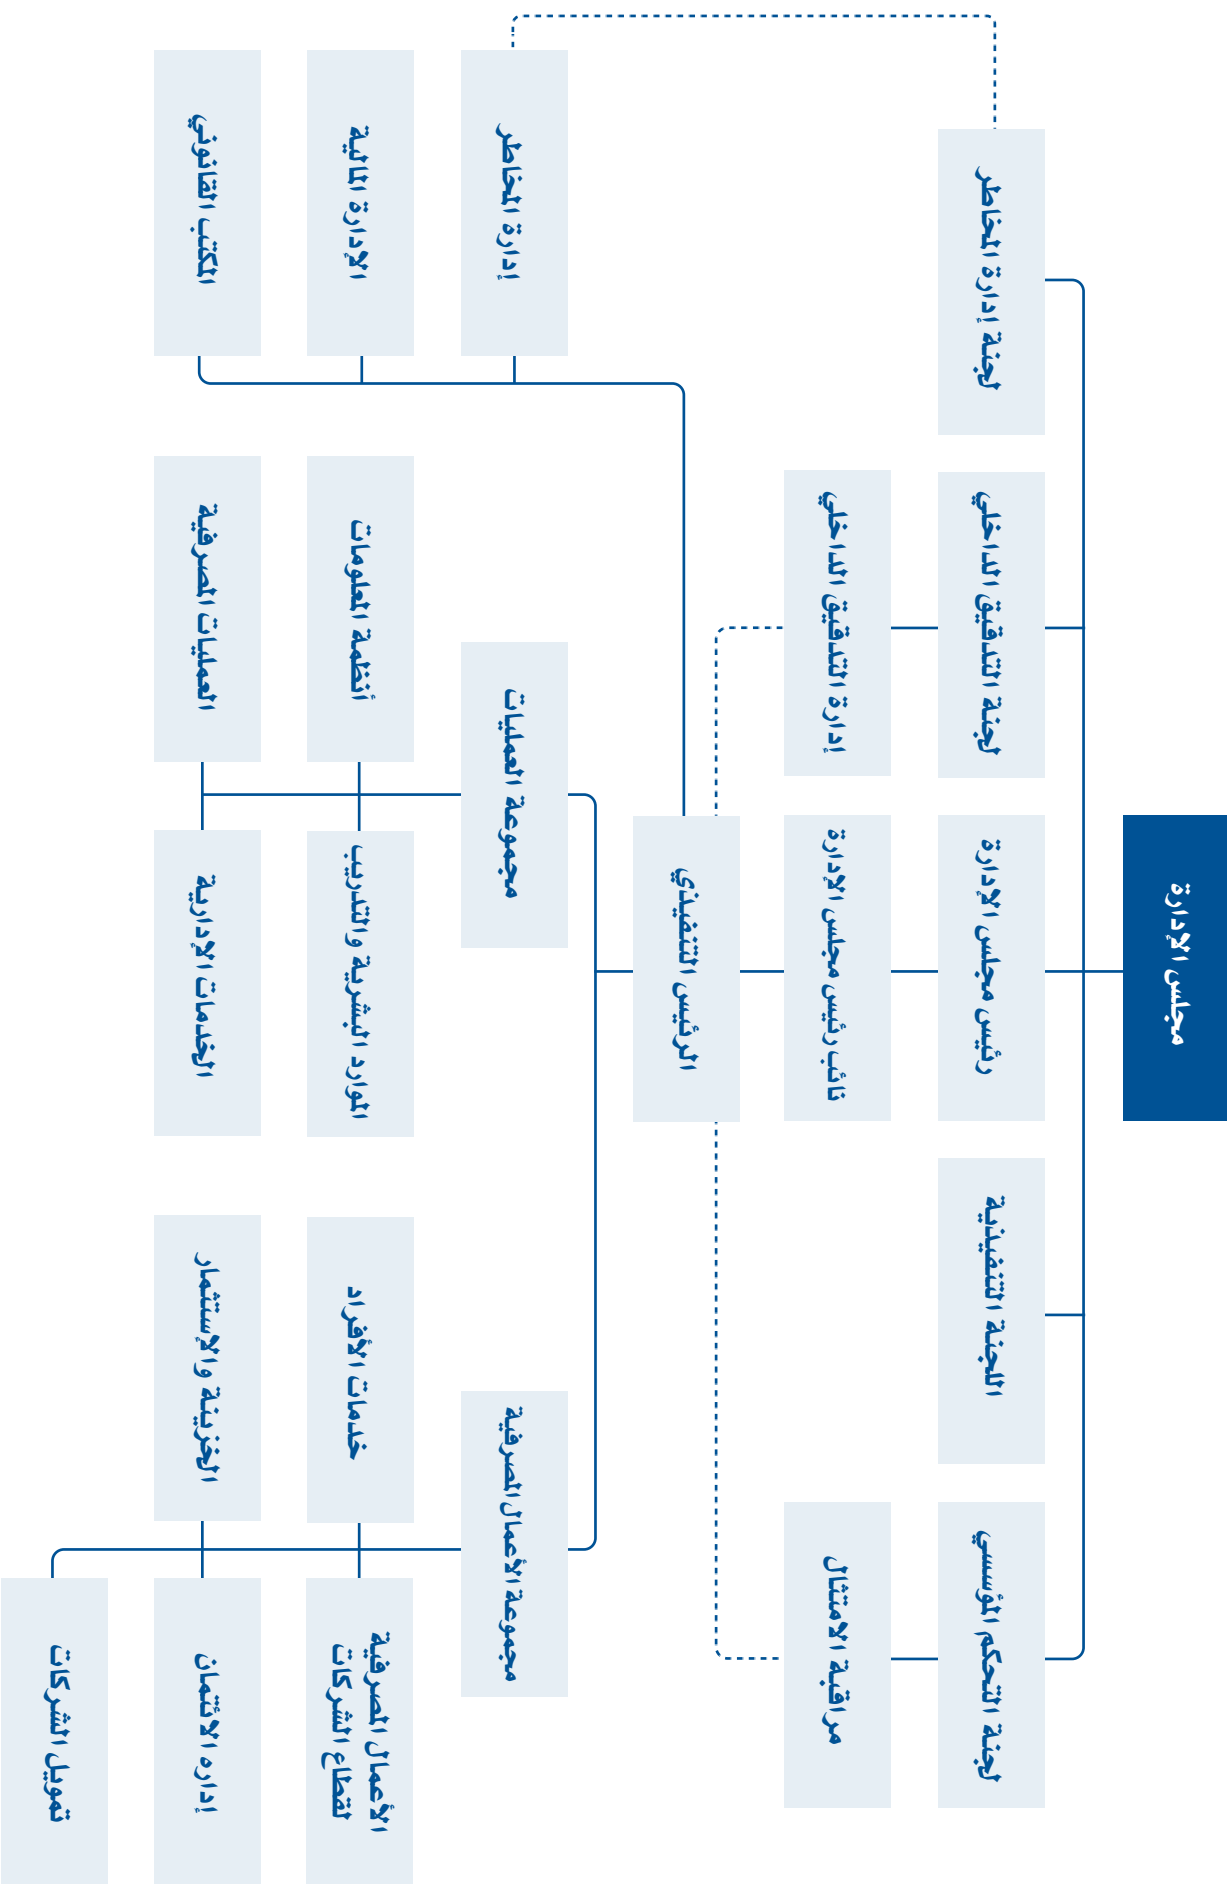 مجلس الإدارة
لجنة إدارة المخاطر
لجنة التدقيق الداخلي
رئيس مجلس الإدارة
اللجنة التنفيذية
لجنة التحكم المؤسسي
إدارة التدقيق الداخلي
نائب رئيس مجلس الإدارة
مراقبة الامتثال
الرئيس التنفيذي
إدارة المخاطر
الإدارة المالية
المكتب القانوني
مجموعة العمليات
أنظمة المعلومات
العمليات المصرفية
الموارد البشرية والتدريب
الخدمات الإدارية
مجموعة الأعمال المصرفية
خدمات الأفراد
الخزينة والإستثمار
الأعمال المصرفية
لقطاع الشركات
إداره الائتمان
تمويل الشركات